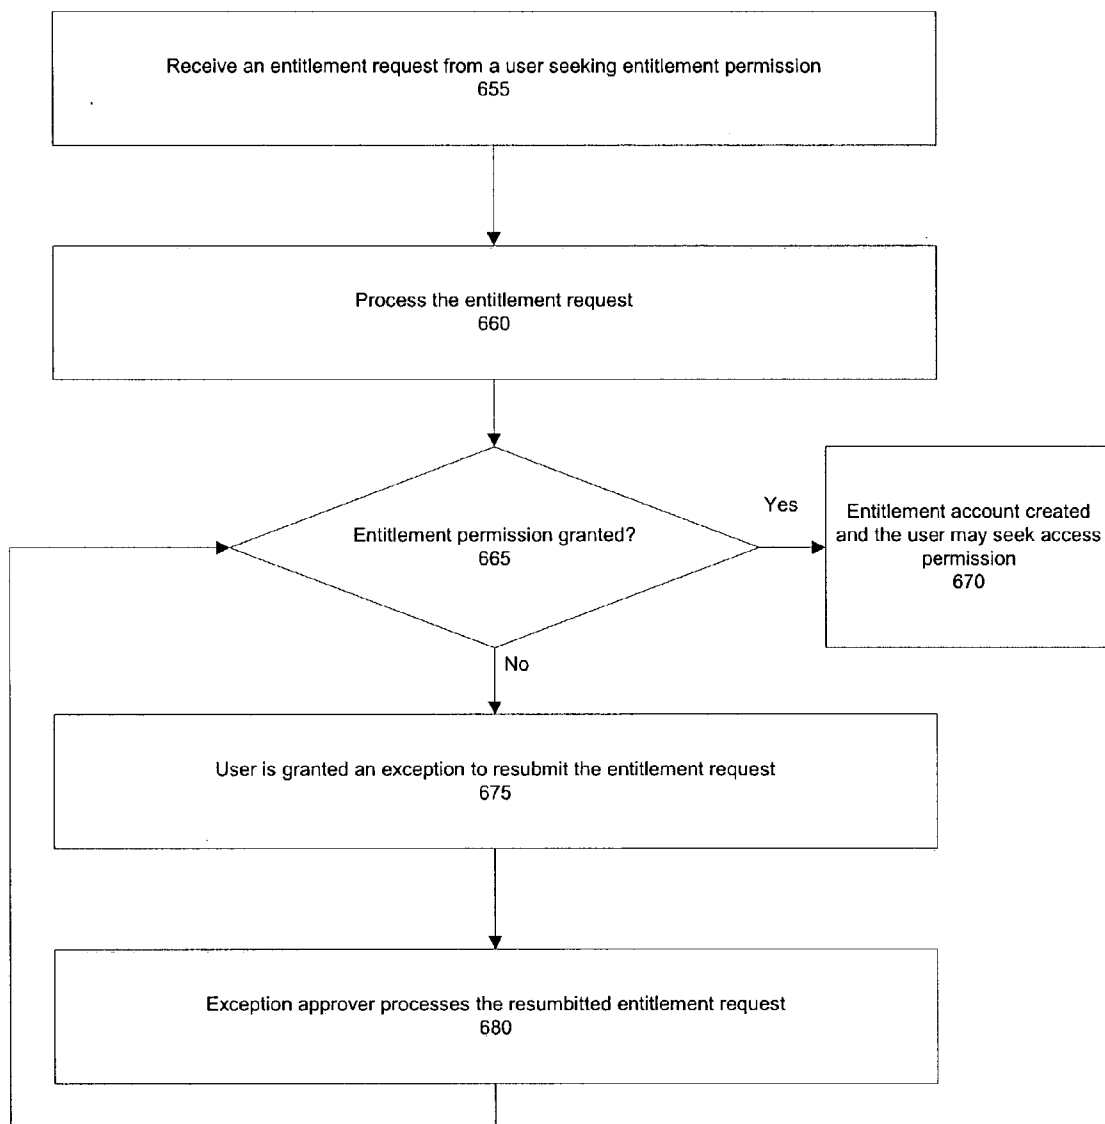 Receive an entitlement request from a user seeking entitlement permission
655
Process the entitlement request
660
Entitlement permission granted?
665
Yes
Entitlement account created
and the user may seek access
permission
670
No
User is granted an exception to resubmit the entitlement request
675
Exception approver processes the resumbitted entitlement request
680